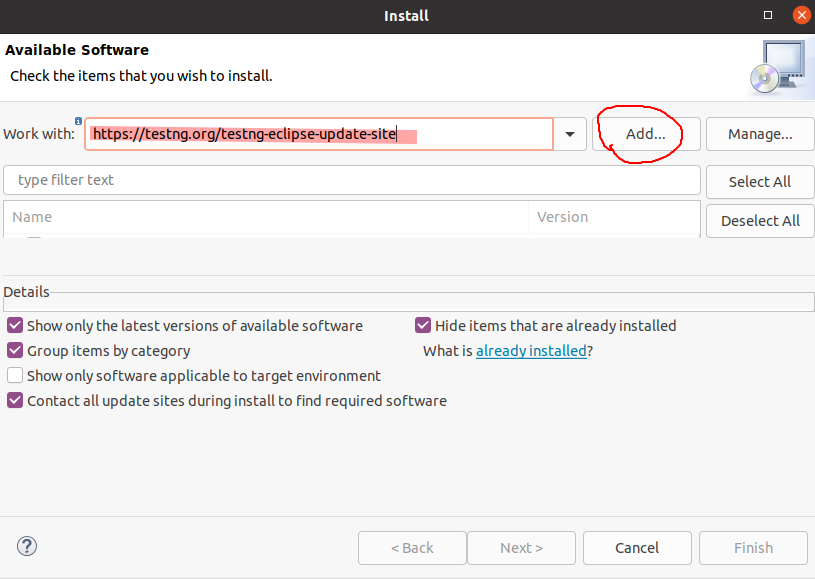 Install
Available Software
Check the items that you wish to install.
Work with: https://testng.org/testng-eclipse-update-site Add... Manage...
type filter text Select All
Name Version
Deselect All
Details
Show only the latest versions of available software Hide items that are already installed
Group items by category What is already installed?
Show only software applicable to target environment
Contact all update sites during install to find required software
? < Back Next > Cancel Finish